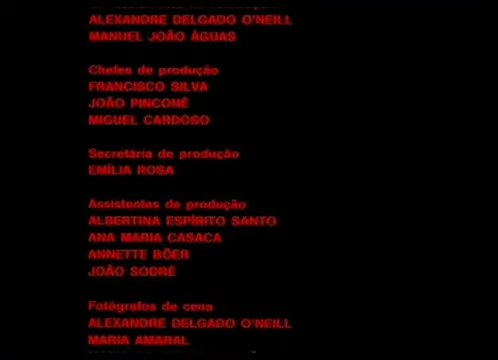 ALEXANDRE DELGADO O'NEILL
MANUEL JOÃO ÁGUAS
Chefes de produção
FRANCISCO SILVA
JOÃO PINCONÉ
MIGUEL CARDOSO
Secretária de produção
EMÍLIA ROSA
Assistentes de produção
ALBERTINA ESPÍRITO SANTO
ANA MARIA CASACA
ANNETTE BÖER
JOÃO SODRÉ
Fotógrafos de cena
ALEXANDRE DELGADO O'NEILL
MARIA AMARAL